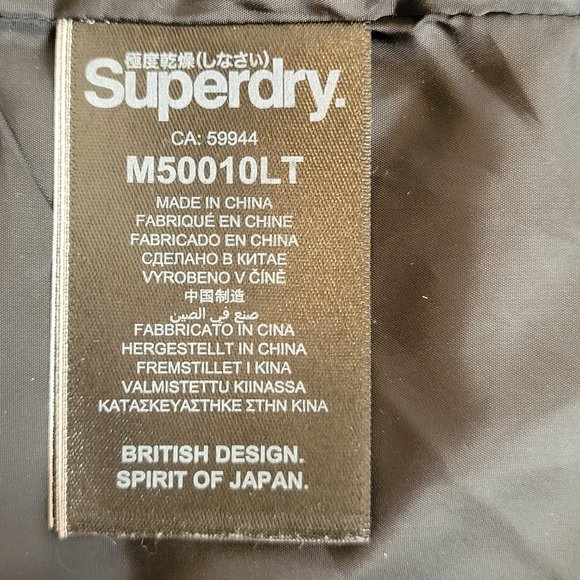 極度乾燥(しなさい)
Superdry.
CA: 59944
M50010LT
MADE IN CHINA
FABRIQUÉ EN CHINE
FABRICADO EN CHINA
СДЕЛАНО В КИТАЕ
VYROBENO V ČÍNĚ
中国制造
صنع في الصين
FABBRICATO IN CINA
HERGESTELLT IN CHINA
FREMSTILLET I KINA
VALMISTETTU KIINASSA
ΚΑΤΑΣΚΕΥΑΣΤΗΚΕ ΣΤΗΝ ΚΙΝΑ
BRITISH DESIGN.
SPIRIT OF JAPAN.